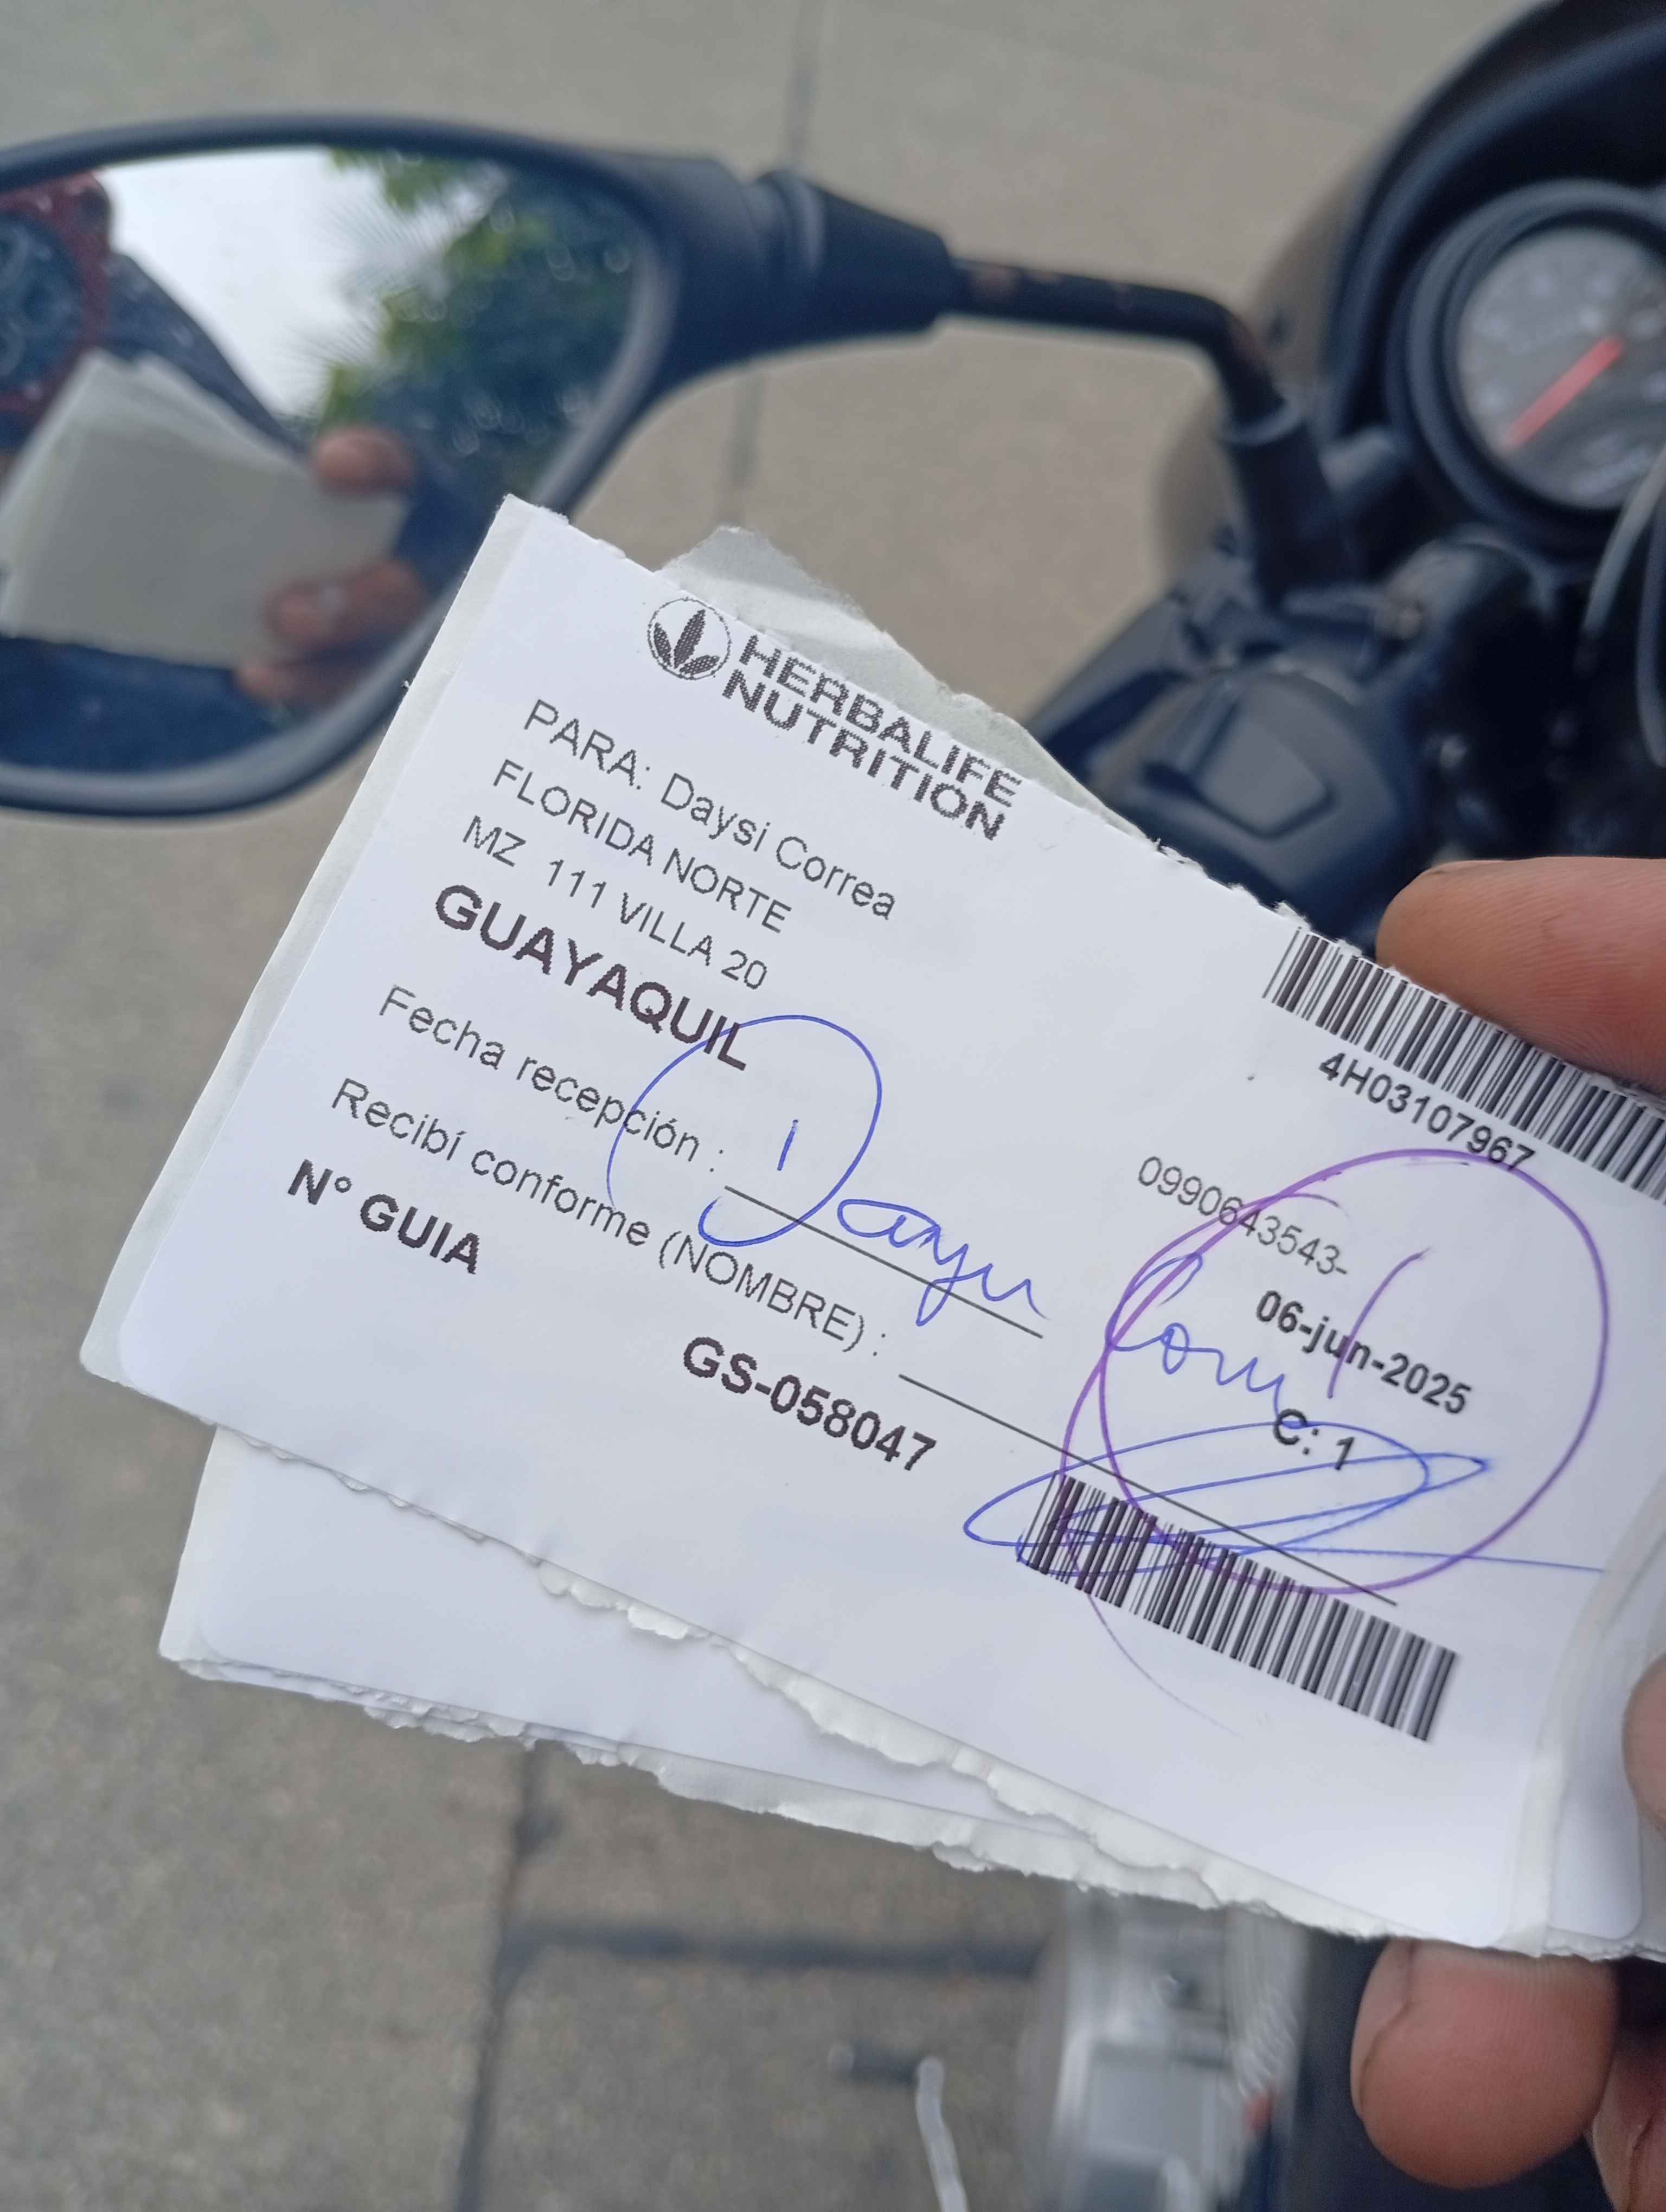 HERBALIFE
NUTRITION
PARA: Daysi Correa
FLORIDA NORTE
MZ 111 VILLA 20
GUAYAQUIL
4H03107967
0990643543-
Fecha recepción :
06-jun-2025
Recibí conforme (NOMBRE) :
C: 1
N° GUIA
GS-058047